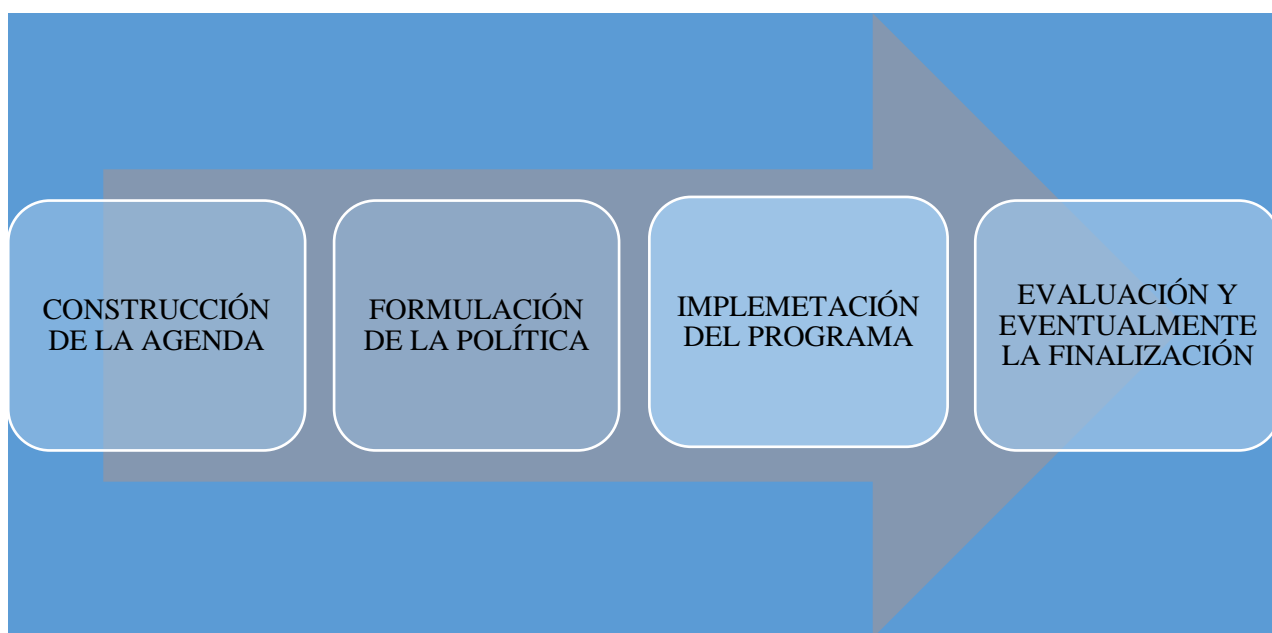 CONSTRUCCIÓN
DE LA AGENDA
FORMULACIÓN
DE LA POLÍTICA
IMPLEMETACIÓN
DEL PROGRAMA
EVALUACIÓN Y
EVENTUALMENTE
LA FINALIZACIÓN